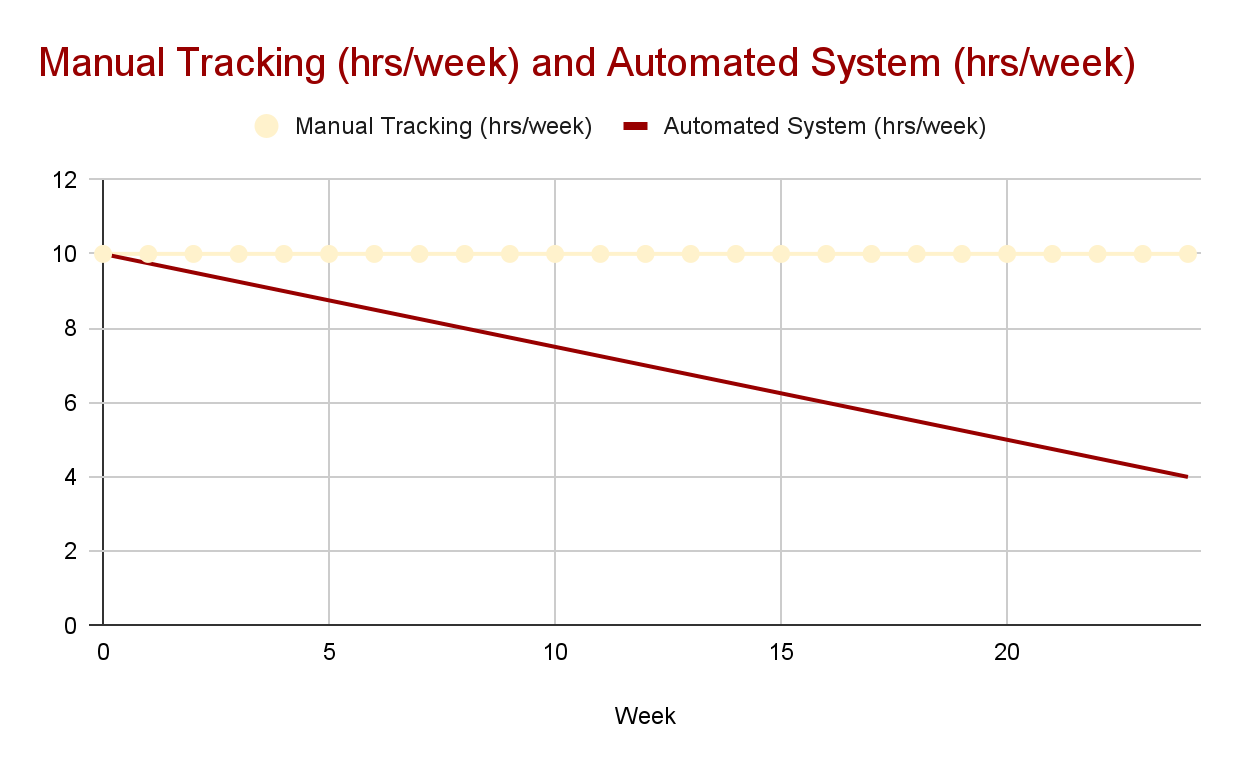 Manual Tracking (hrs/week) and Automated System (hrs/week)
Manual Tracking (hrs/week) Automated System (hrs/week)
12
10
8
6
4
2
0
0 5 10 15 20
Week